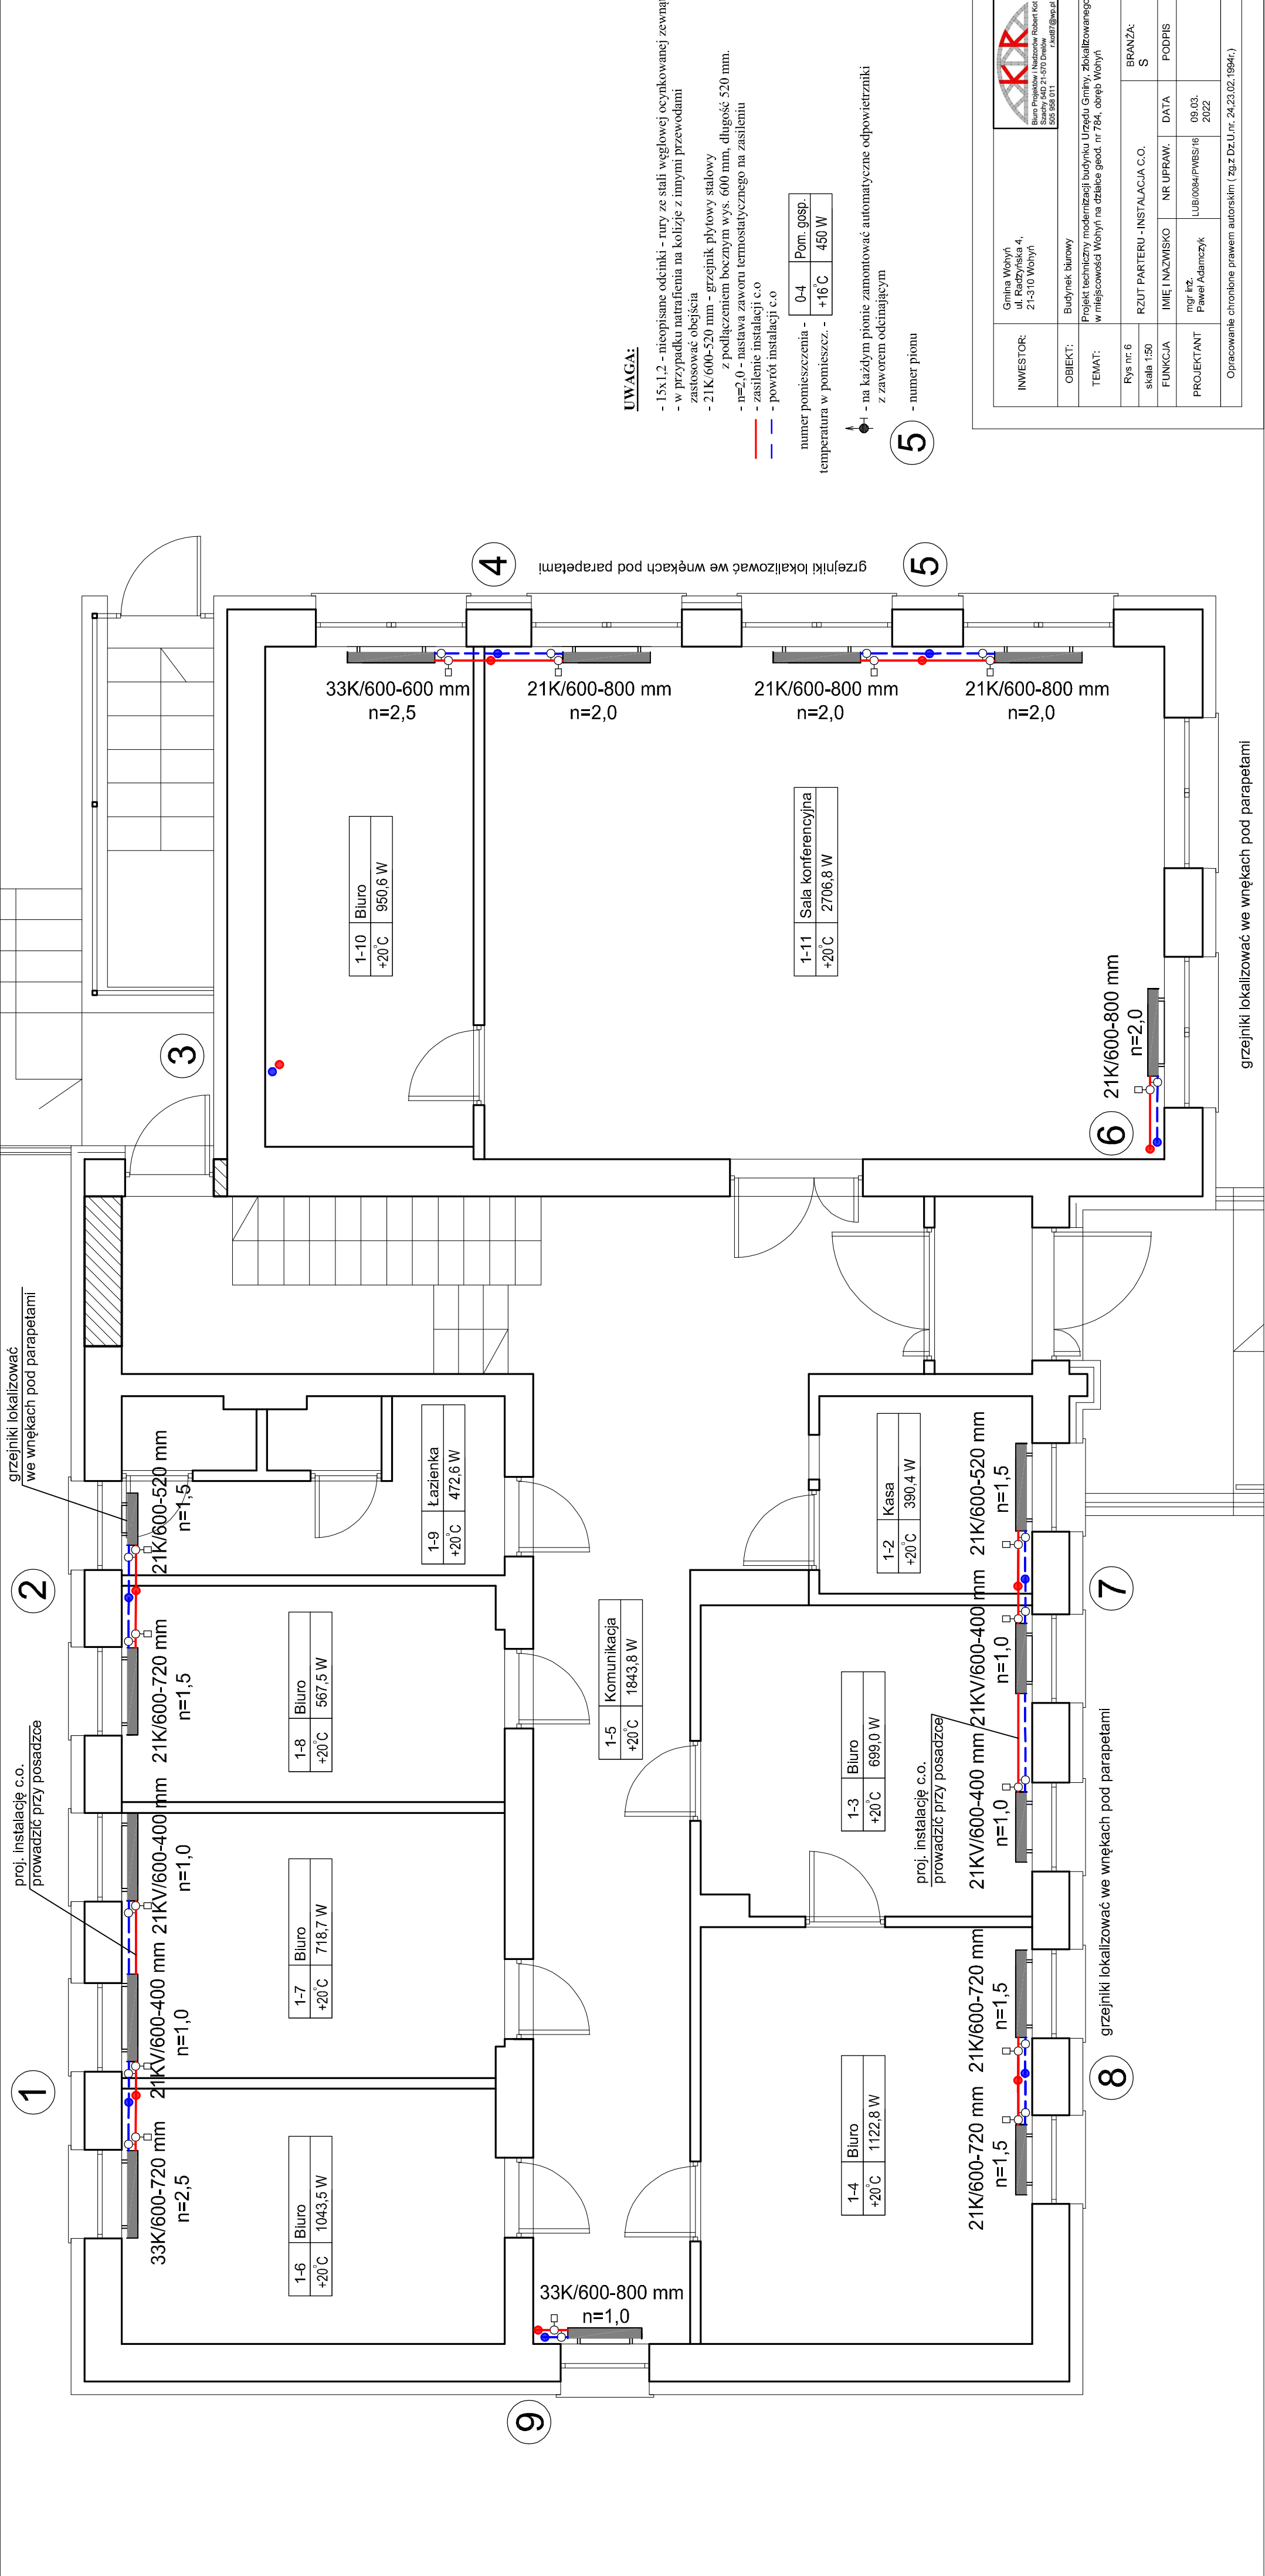 grzejniki lokalizować
we wnękach pod parapetami
proj. instalację c.o.
prowadzić przy posadzce
1
2
3
4
5
6
7
8
9
33K/600-720 mm
n=2,5
21KV/600-400 mm
n=1,0
21KV/600-400 mm
n=1,0
21K/600-720 mm
n=1,5
21K/600-520 mm
n=1,5
1-6 Biuro
+20°C 1043,5 W
1-7 Biuro
+20°C 718,7 W
1-8 Biuro
+20°C 567,5 W
1-9 Łazienka
+20°C 472,6 W
1-10 Biuro
+20°C 950,6 W
33K/600-600 mm
n=2,5
21K/600-800 mm
n=2,0
21K/600-800 mm
n=2,0
21K/600-800 mm
n=2,0
grzejniki lokalizować we wnękach pod parapetami
1-11 Sala konferencyjna
+20°C 2706,8 W
21K/600-800 mm
n=2,0
grzejniki lokalizować we wnękach pod parapetami
33K/600-800 mm
n=1,0
1-5 Komunikacja
+20°C 1843,8 W
1-4 Biuro
+20°C 1122,8 W
1-3 Biuro
+20°C 699,0 W
1-2 Kasa
+20°C 390,4 W
proj. instalację c.o.
prowadzić przy posadzce
21K/600-720 mm
n=1,5
21K/600-720 mm
n=1,5
21KV/600-400 mm
n=1,0
21KV/600-400 mm
n=1,0
21K/600-520 mm
n=1,5
grzejniki lokalizować we wnękach pod parapetami
UWAGA:
- 15x1,2 - nieopisane odcinki - rury ze stali węglowej ocynkowanej
- w przypadku natrafienia na kolizje z innymi przewodami
zastosować obejścia
- 21K/600-520 mm - grzejnik płytowy stalowy
z podłączeniem bocznym wys. 600 mm, długość 520 mm.
- n=2,0 - nastawa zaworu termostatycznego na zasileniu
- zasilenie instalacji c.o
- powrót instalacji c.o
numer pomieszczenia - 0-4 Pom. gosp.
temperatura w pomieszcz. - +16°C 450 W
- na każdym pionie zamontować automatyczne odpowietrzniki
z zaworem odcinającym
5 - numer pionu
INWESTOR:
Gmina Wohyń
ul. Radzyńska 4,
21-310 Wohyń
KR
Biuro Projektów i Nadzorów Robert Kot
Szachy 54D 21-570 Drelów
505 958 011 r.kot87@wp.pl
OBIEKT: Budynek biurowy
TEMAT:
Projekt techniczny modernizacji budynku Urzędu Gminy, zlokalizowanego
w miejscowości Wohyń na działce geod. nr 784, obręb Wohyń
Rys nr: 6
skala 1:50
RZUT PARTERU - INSTALACJA C.O.
BRANŻA:
S
FUNKCJA IMIĘ I NAZWISKO NR UPRAW. DATA PODPIS
PROJEKTANT mgr inż. Paweł Adamczyk LUB/0084/PWBS/16 09.03. 2022
Opracowanie chronione prawem autorskim ( zg.z Dz.U.nr. 24,23.02.1994r.)